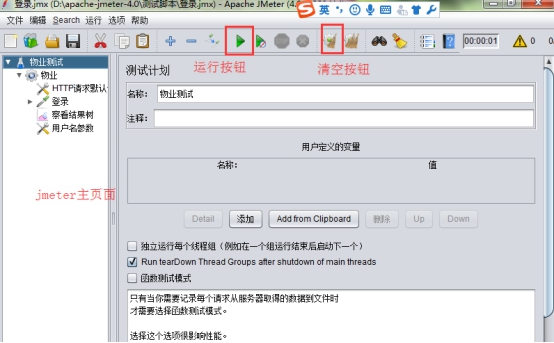 登录.jmx (D:\apache-jmeter-4.0\测试脚本\登录.jmx) - Apache JMeter (4.
英
文件 编辑 Search 运行 选项 帮助
00:00:01
0
运行按钮
清空按钮
物业测试
物业
HTTP请求默认
登录
察看结果树
用户名参数
jmeter主页面
测试计划
名称: 物业测试
注释:
用户定义的变量
名称: 值
Detail 添加 Add from Clipboard 删除 Up Down
独立运行每个线程组（例如在一个组运行结束后启动下一个）
Run tearDown Thread Groups after shutdown of main threads
函数测试模式
只有当你需要记录每个请求从服务器取得的数据到文件时
才需要选择函数测试模式。
选择这个选项很影响性能。